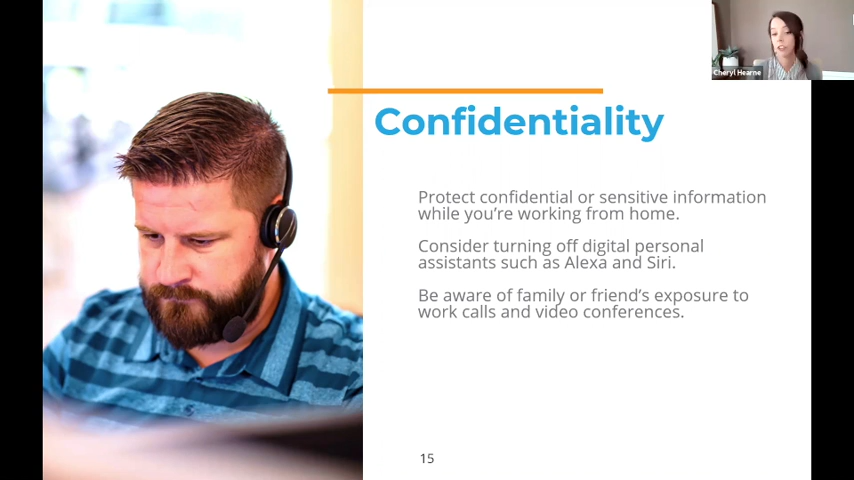 Cheryl Hearne
Confidentiality
Protect confidential or sensitive information
while you’re working from home.
Consider turning off digital personal
assistants such as Alexa and Siri.
Be aware of family or friend’s exposure to
work calls and video conferences.
15